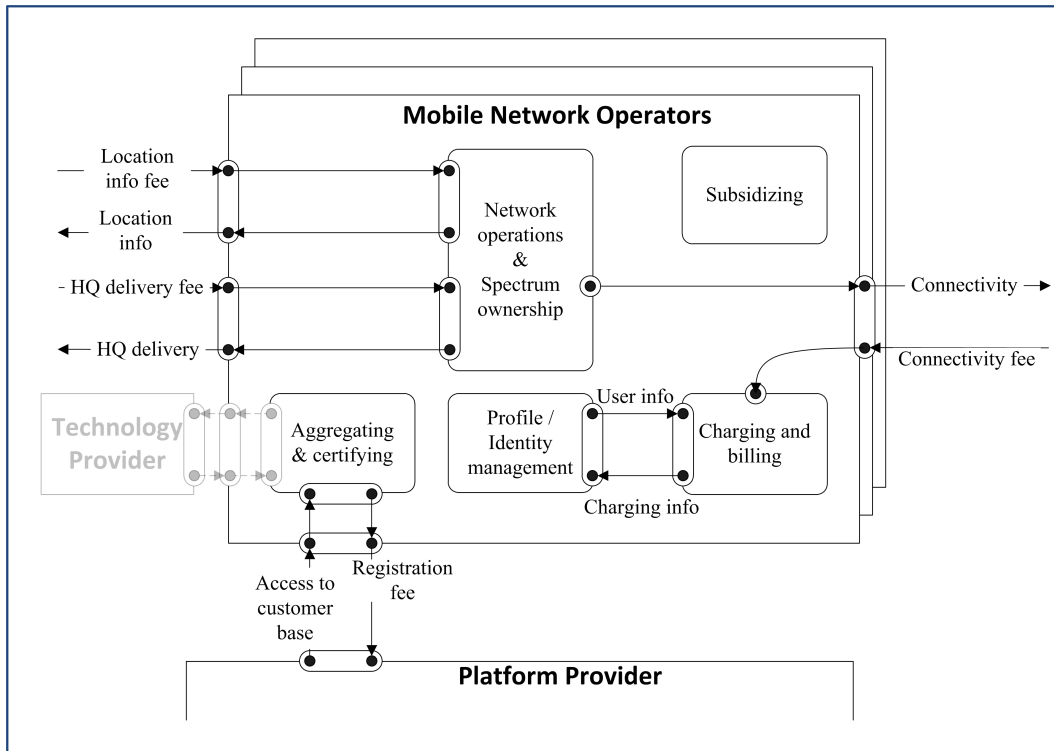 Mobile Network Operators
Location
info fee
Location
info
HQ delivery fee
HQ delivery
Network
operations
&
Spectrum
ownership
Subsidizing
Connectivity
Connectivity fee
Technology
Provider
Aggregating
& certifying
Profile /
Identity
management
User info
Charging info
Charging and
billing
Access to
customer
base
Registration
fee
Platform Provider